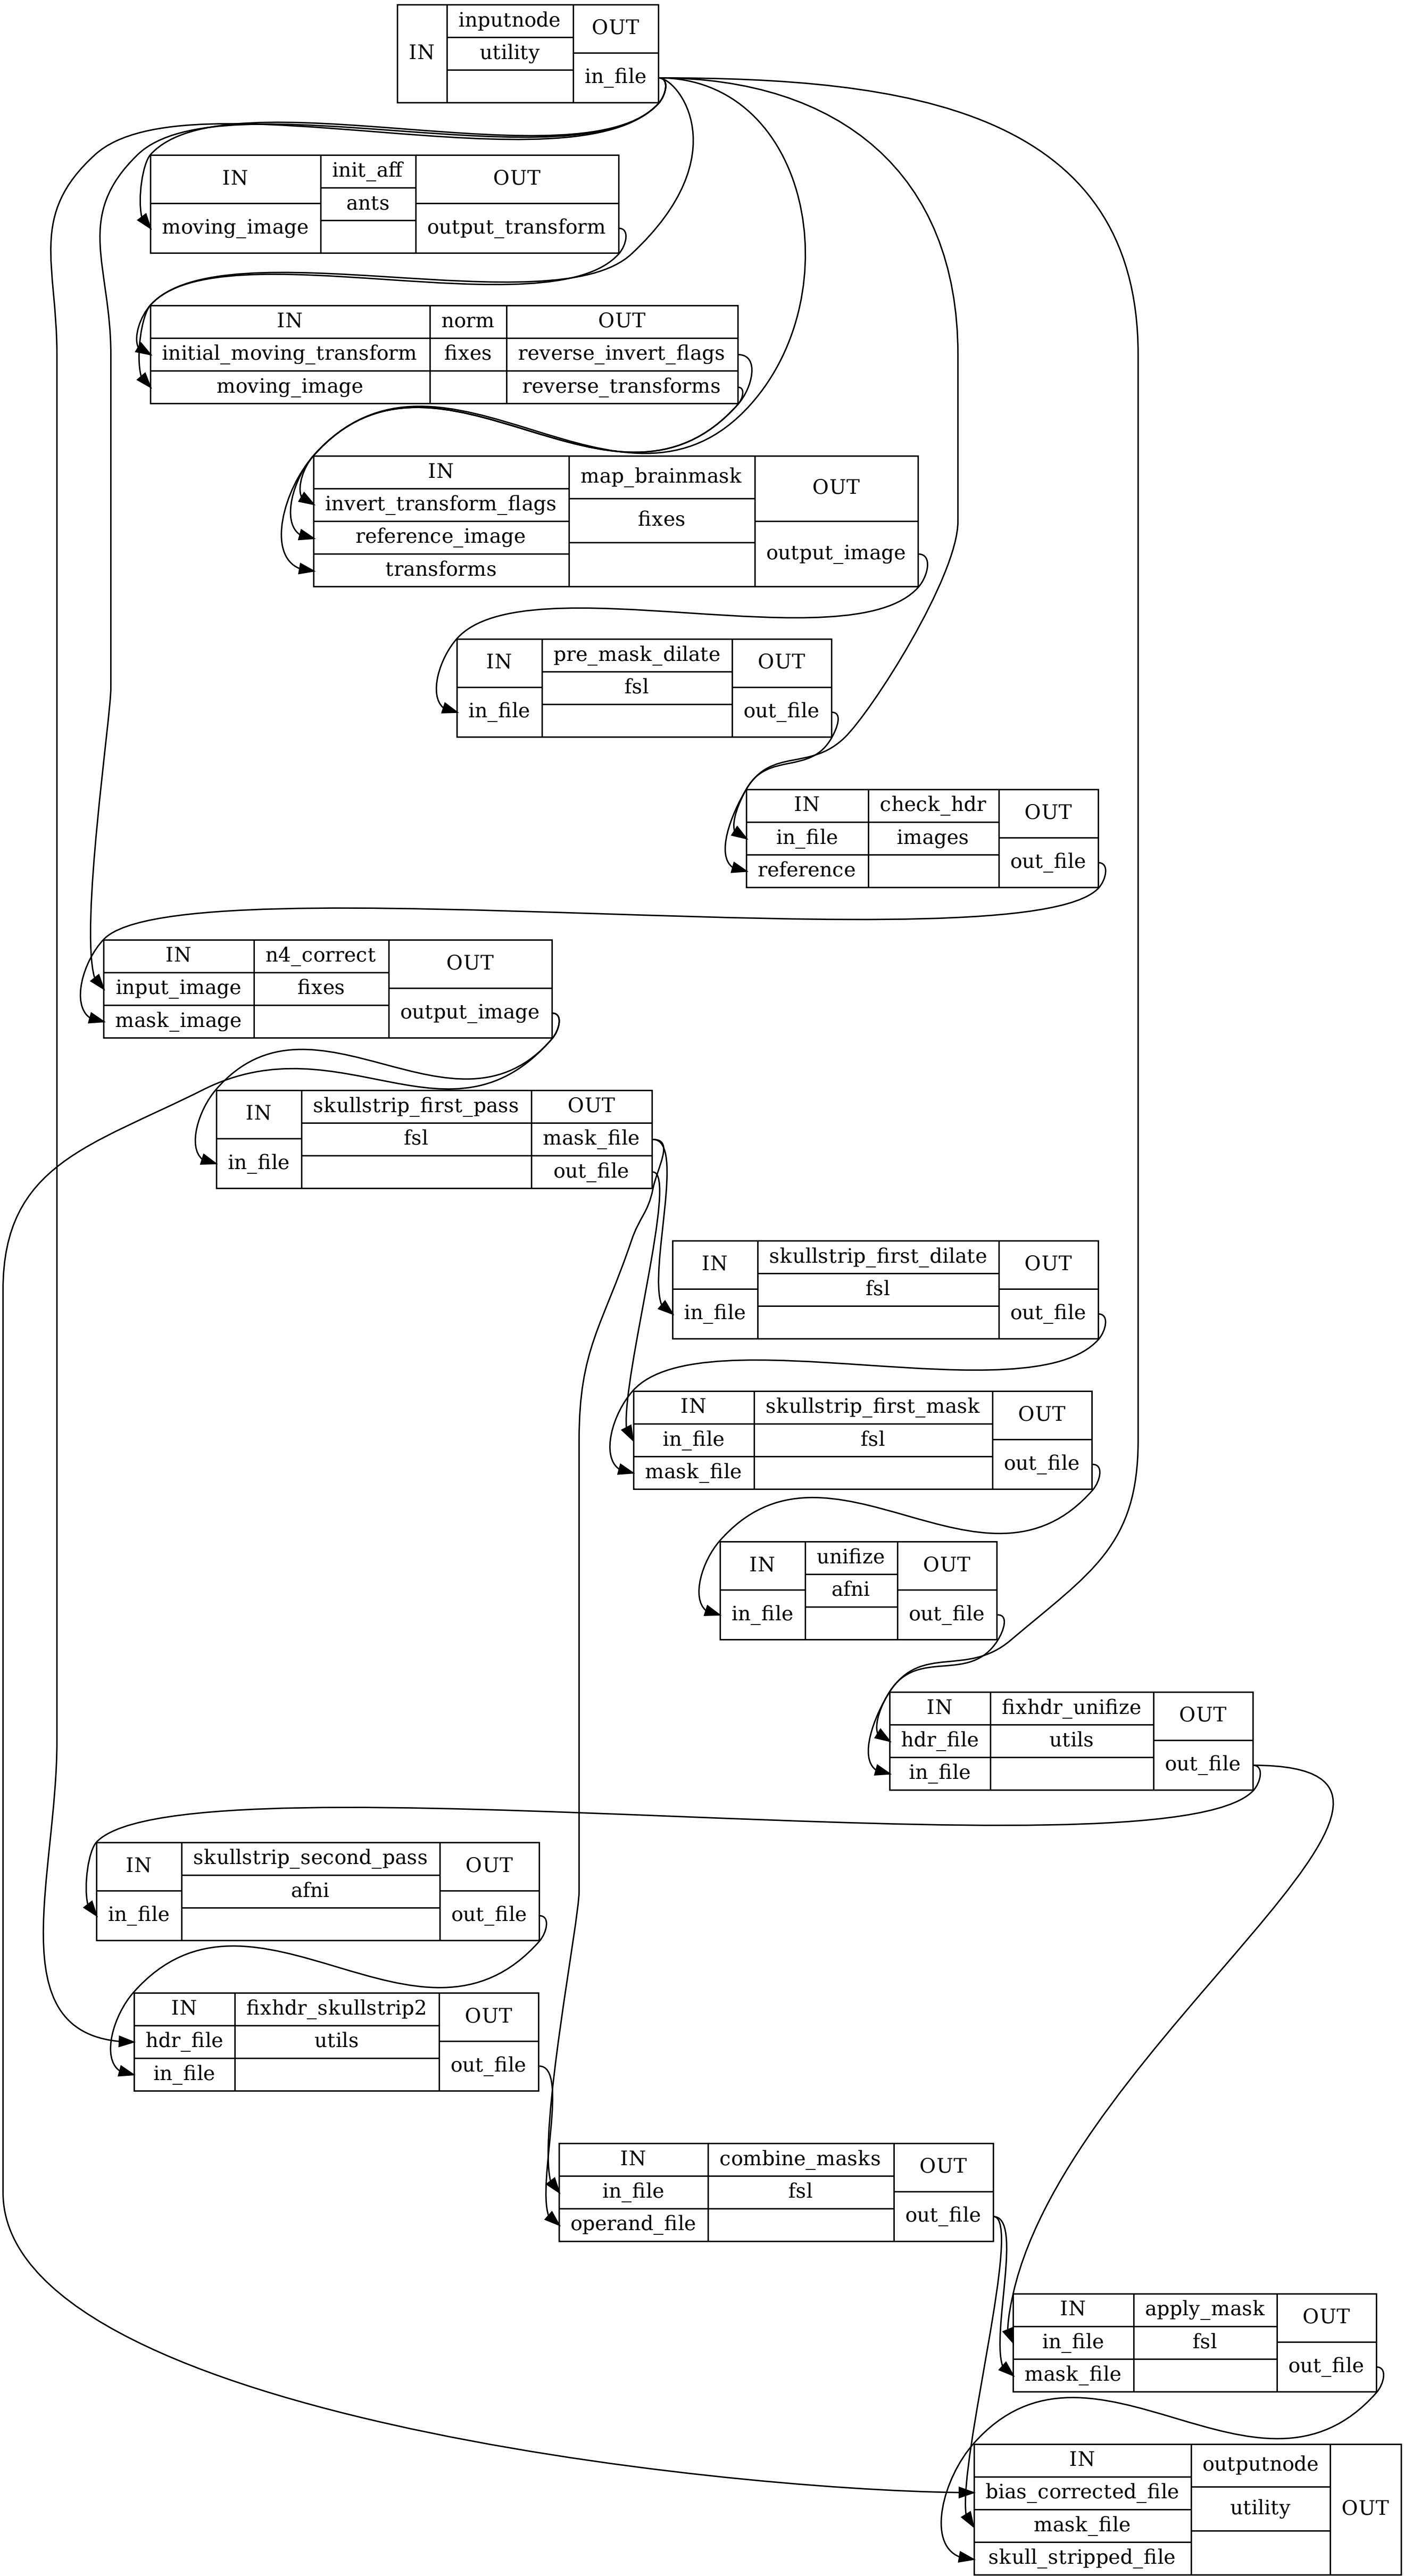 IN
inputnode
utility
OUT
in_file
IN
moving_image
init_aff
ants
OUT
output_transform
IN
initial_moving_transform
moving_image
norm
fixes
OUT
reverse_invert_flags
reverse_transforms
IN
invert_transform_flags
reference_image
transforms
map_brainmask
fixes
OUT
output_image
IN
in_file
pre_mask_dilate
fsl
OUT
out_file
IN
in_file
reference
check_hdr
images
OUT
out_file
IN
input_image
mask_image
n4_correct
fixes
OUT
output_image
IN
in_file
skullstrip_first_pass
fsl
OUT
mask_file
out_file
IN
in_file
skullstrip_first_dilate
fsl
OUT
out_file
IN
in_file
mask_file
skullstrip_first_mask
fsl
OUT
out_file
IN
in_file
unifize
afni
OUT
out_file
IN
hdr_file
in_file
fixhdr_unifize
utils
OUT
out_file
IN
in_file
skullstrip_second_pass
afni
OUT
out_file
IN
hdr_file
in_file
fixhdr_skullstrip2
utils
OUT
out_file
IN
in_file
operand_file
combine_masks
fsl
OUT
out_file
IN
in_file
mask_file
apply_mask
fsl
OUT
out_file
IN
bias_corrected_file
mask_file
skull_stripped_file
outputnode
utility
OUT